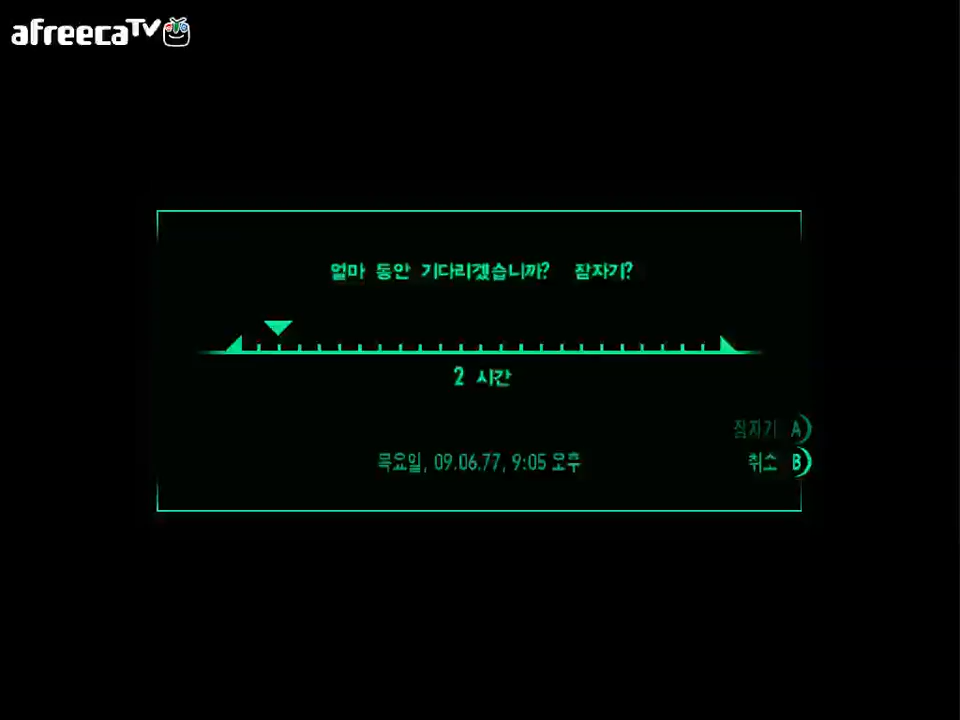 afreecaTV
얼마 동안 기다리겠습니까? 잠자기?
2 시간
잠자기 A)
목요일, 09.06.77, 9:05 오후
취소 B)